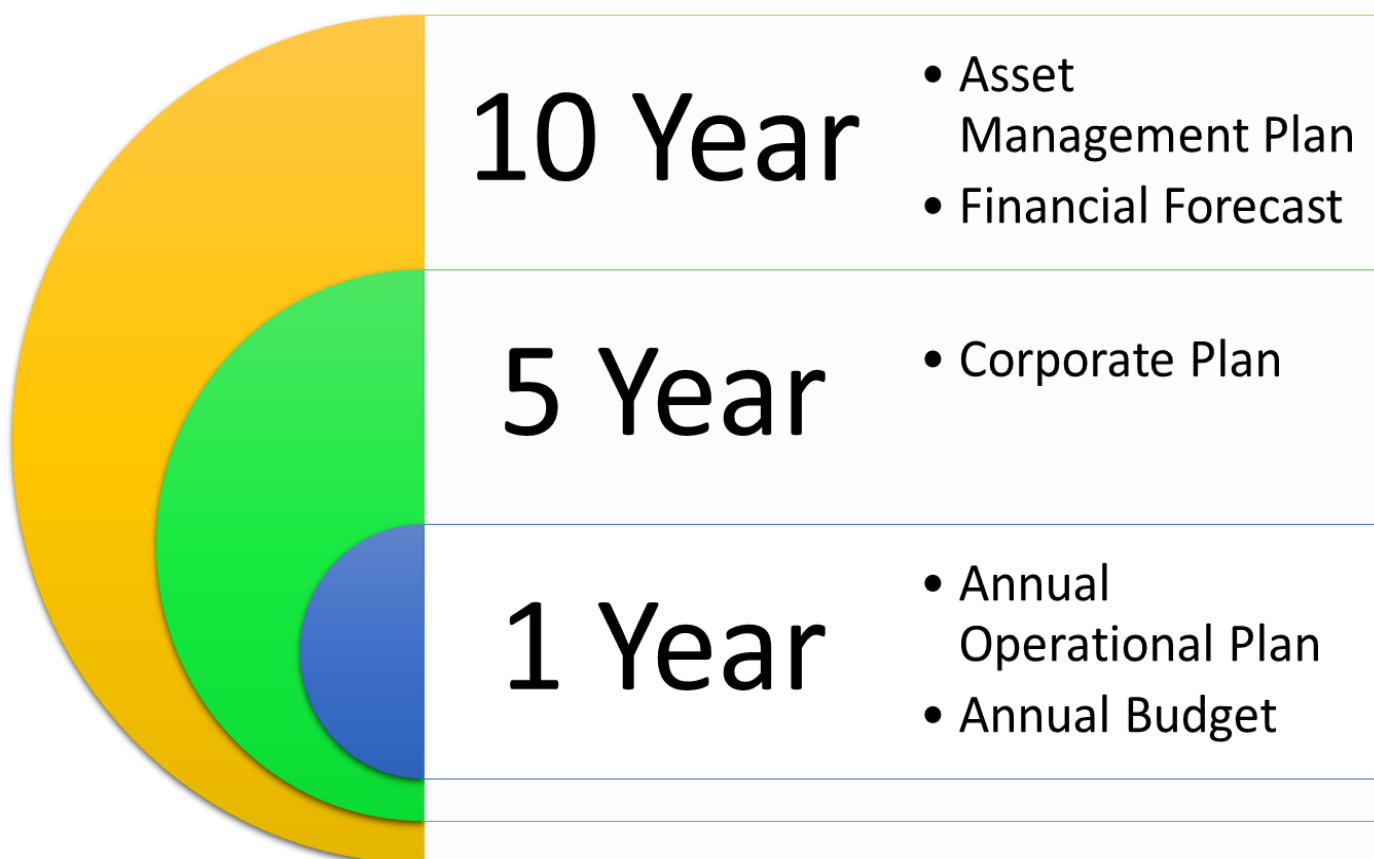 10 Year
• Asset
Management Plan
• Financial Forecast
5 Year
• Corporate Plan
1 Year
• Annual
Operational Plan
• Annual Budget